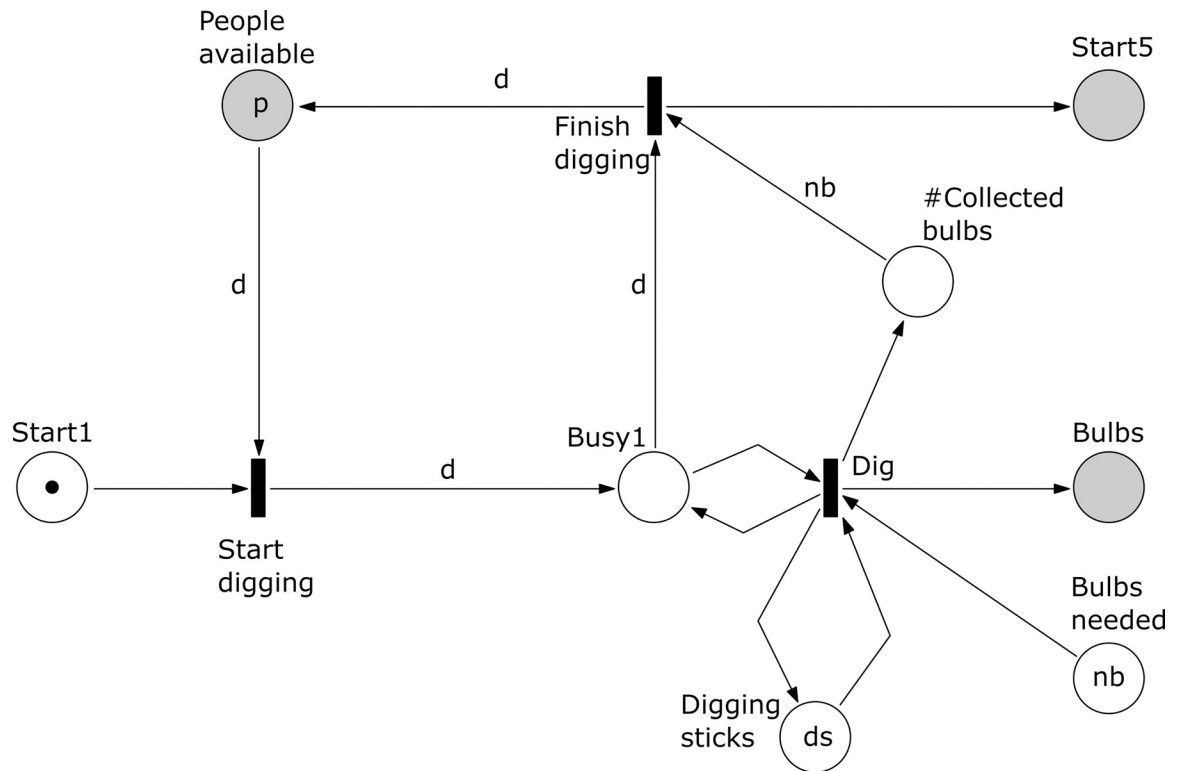 People
available
Start5
d
p
Finish
digging
nb
#Collected
bulbs
d
d
Start1
Busy1
Bulbs
d
Dig
Start
digging
Bulbs
needed
nb
Digging
sticks
ds